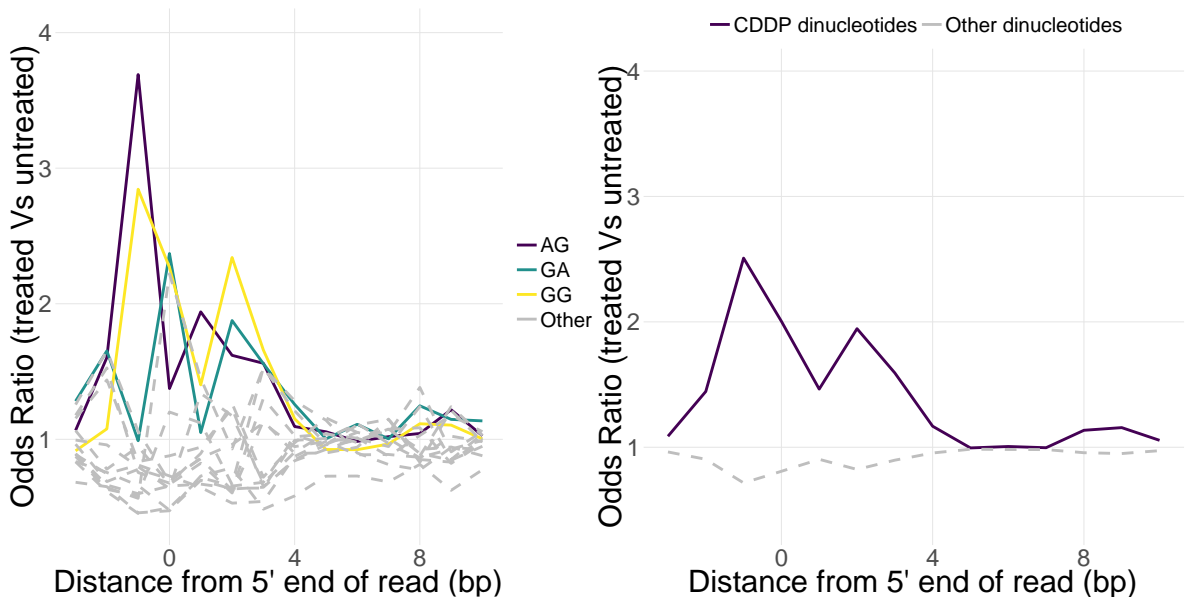 Odds Ratio (treated Vs untreated)
4
3
2
1
0 4 8
Distance from 5' end of read (bp)
AG
GA
GG
Other
CDDP dinucleotides Other dinucleotides
Odds Ratio (treated Vs untreated)
4
3
2
1
0 4 8
Distance from 5' end of read (bp)